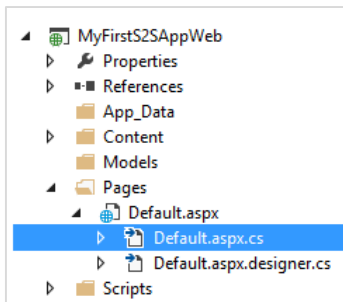 MyFirstS2SAppWeb
Properties
References
App_Data
Content
Models
Pages
Default.aspx
Default.aspx.cs
Default.aspx.designer.cs
Scripts